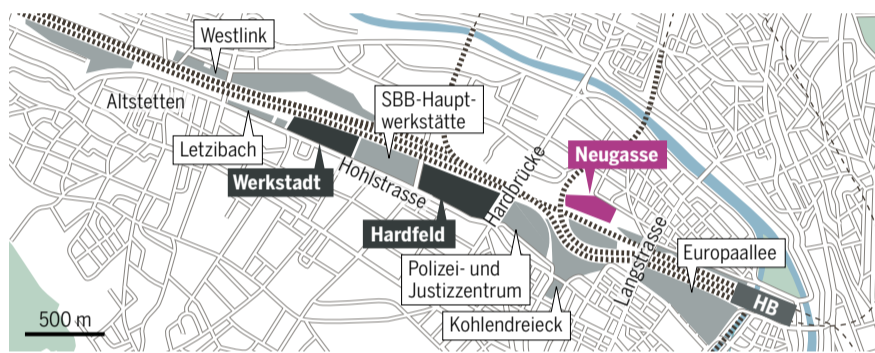 Westlink
SBB-Haupt-
werkstätte
Altstetten
Letzibach
Werkstadt
Hohlstrasse
Hardbrücke
Neugasse
Hardfeld
Polizei- und
Justizzentrum
Langstrasse
Europaallee
Kohlendreieck
HB
500 m